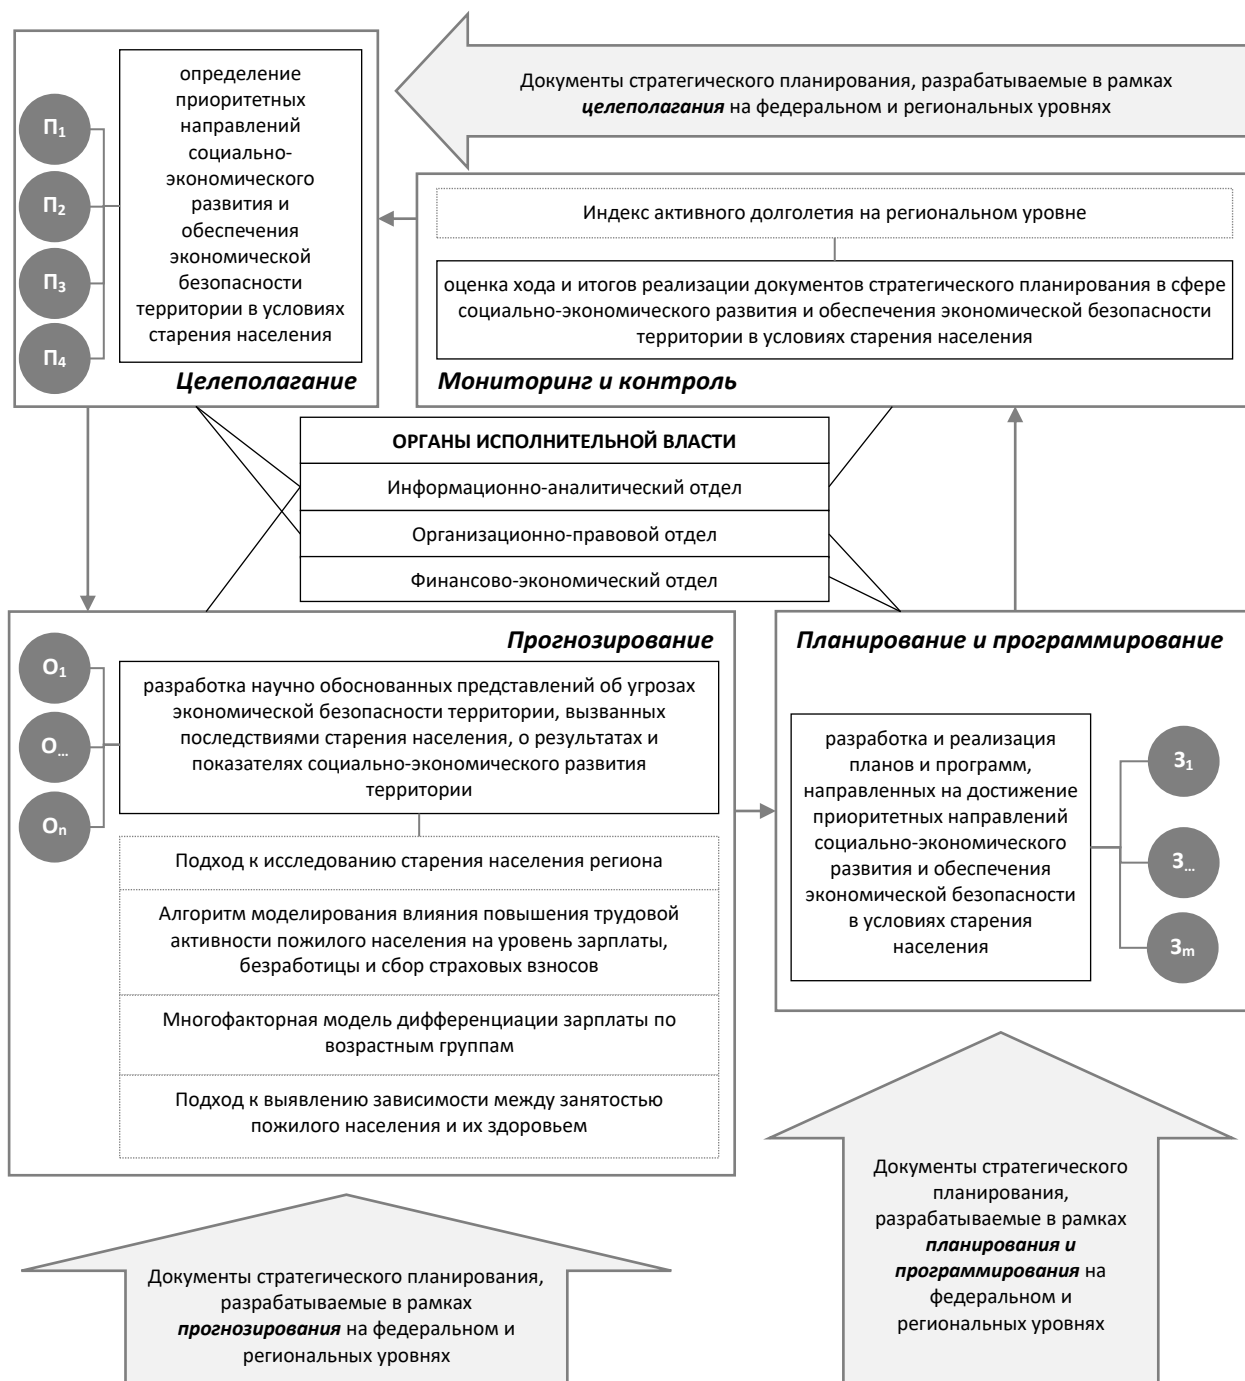 Документы стратегического планирования, разрабатываемые в рамках
целеполагания на федеральном и региональных уровнях
П1
П2
П3
П4
определение
приоритетных
направлений
социально-
экономического
развития и
обеспечения
экономической
безопасности
территории в условиях
старения населения
Целеполагание
Индекс активного долголетия на региональном уровне
оценка хода и итогов реализации документов стратегического планирования в сфере
социально-экономического развития и обеспечения экономической безопасности
территории в условиях старения населения
Мониторинг и контроль
ОРГАНЫ ИСПОЛНИТЕЛЬНОЙ ВЛАСТИ
Информационно-аналитический отдел
Организационно-правовой отдел
Финансово-экономический отдел
Прогнозирование
О1
О...
Оn
разработка научно обоснованных представлений об угрозах
экономической безопасности территории, вызванных
последствиями старения населения, о результатах и
показателях социально-экономического развития
территории
Подход к исследованию старения населения региона
Алгоритм моделирования влияния повышения трудовой
активности пожилого населения на уровень зарплаты,
безработицы и сбор страховых взносов
Многофакторная модель дифференциации зарплаты по
возрастным группам
Подход к выявлению зависимости между занятостью
пожилого населения и их здоровьем
Планирование и программирование
разработка и реализация
планов и программ,
направленных на достижение
приоритетных направлений
социально-экономического
развития и обеспечения
экономической безопасности
в условиях старения
населения
З1
З...
Зm
Документы стратегического планирования,
разрабатываемые в рамках
прогнозирования на федеральном и
региональных уровнях
Документы стратегического
планирования,
разрабатываемые в рамках
планирования и
программирования на
федеральном и
региональных уровнях